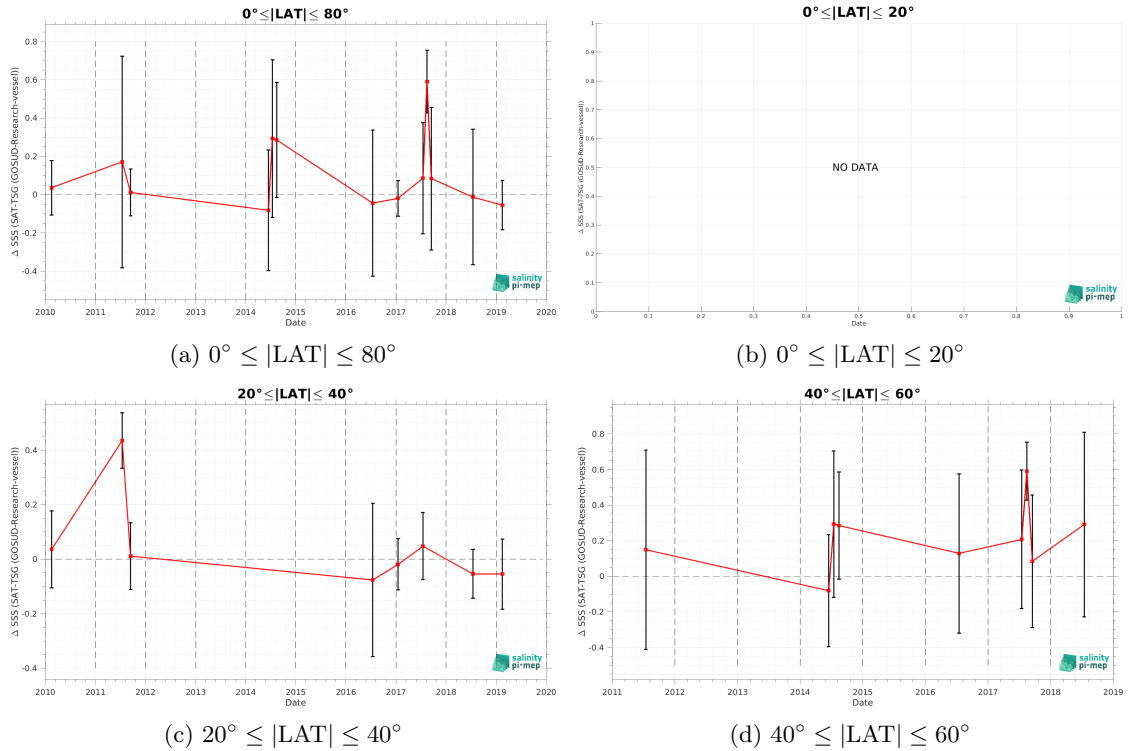 0°≤|LAT|≤ 80°
Δ SSS (SAT-TSG (GOSUD-Research-vessel))
0.8
0.6
0.4
0.2
0
-0.2
-0.4
2010 2011 2012 2013 2014 2015 2016 2017 2018 2019 2020
Date
salinity
pi-mep
(a) 0° ≤ |LAT| ≤ 80°
0°≤|LAT|≤ 20°
Δ SSS (SAT-TSG (GOSUD-Research-vessel))
1
0.9
0.8
0.7
0.6
0.5
0.4
0.3
0.2
0.1
0
NO DATA
0 0.1 0.2 0.3 0.4 0.5 0.6 0.7 0.8 0.9 1
Date
salinity
pi-mep
(b) 0° ≤ |LAT| ≤ 20°
20°≤|LAT|≤ 40°
Δ SSS (SAT-TSG (GOSUD-Research-vessel))
0.4
0.2
0
-0.2
-0.4
2010 2011 2012 2013 2014 2015 2016 2017 2018 2019 2020
Date
salinity
pi-mep
(c) 20° ≤ |LAT| ≤ 40°
40°≤|LAT|≤ 60°
Δ SSS (SAT-TSG (GOSUD-Research-vessel))
0.8
0.6
0.4
0.2
0
-0.2
-0.4
2011 2012 2013 2014 2015 2016 2017 2018 2019
Date
salinity
pi-mep
(d) 40° ≤ |LAT| ≤ 60°